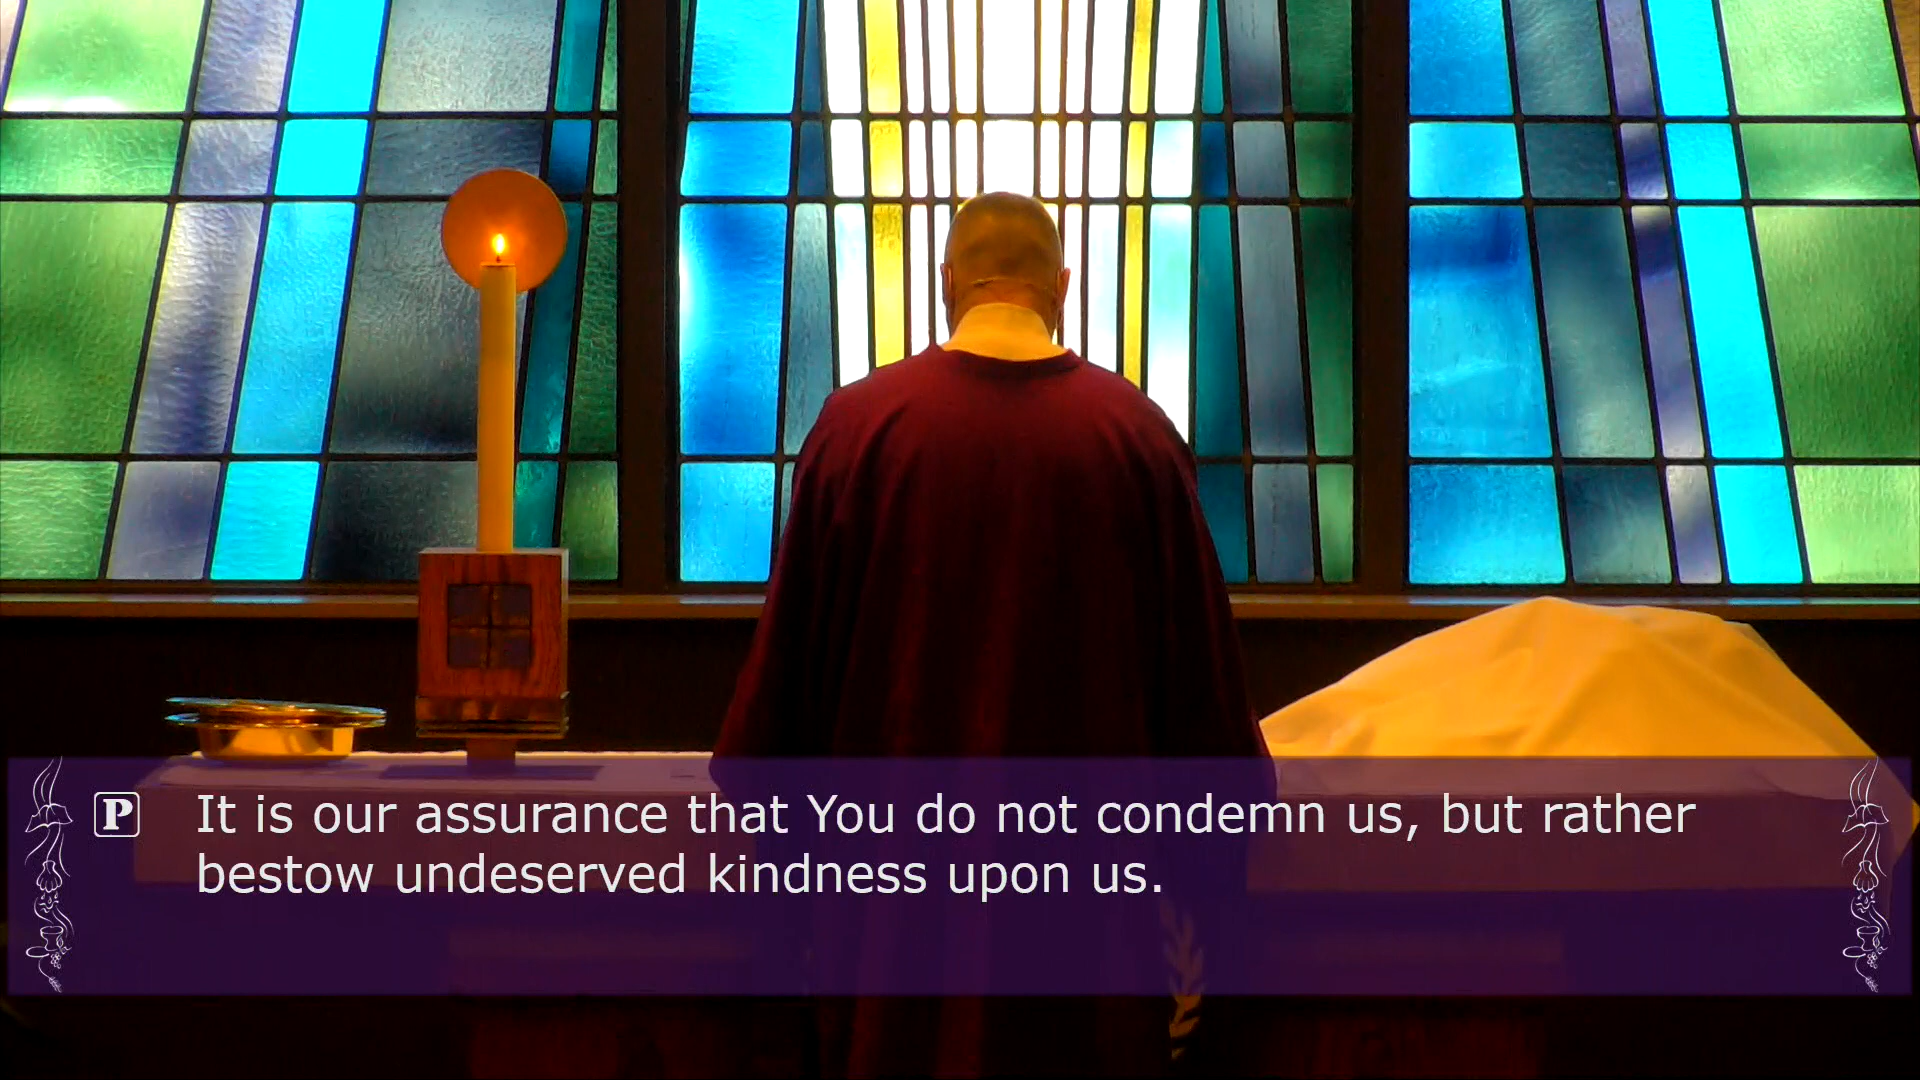 P It is our assurance that You do not condemn us, but rather
bestow undeserved kindness upon us.